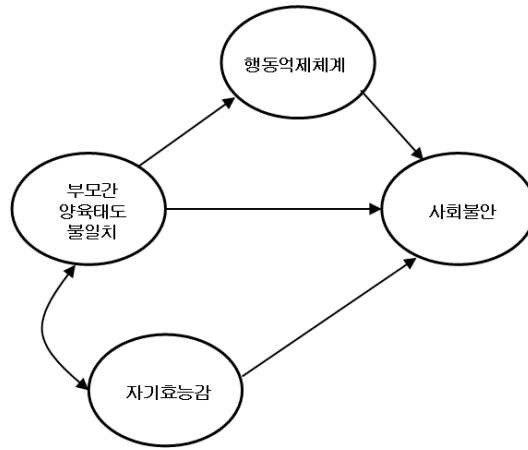 행동억제체계
부모간
양육태도
불일치
사회불안
자기효능감